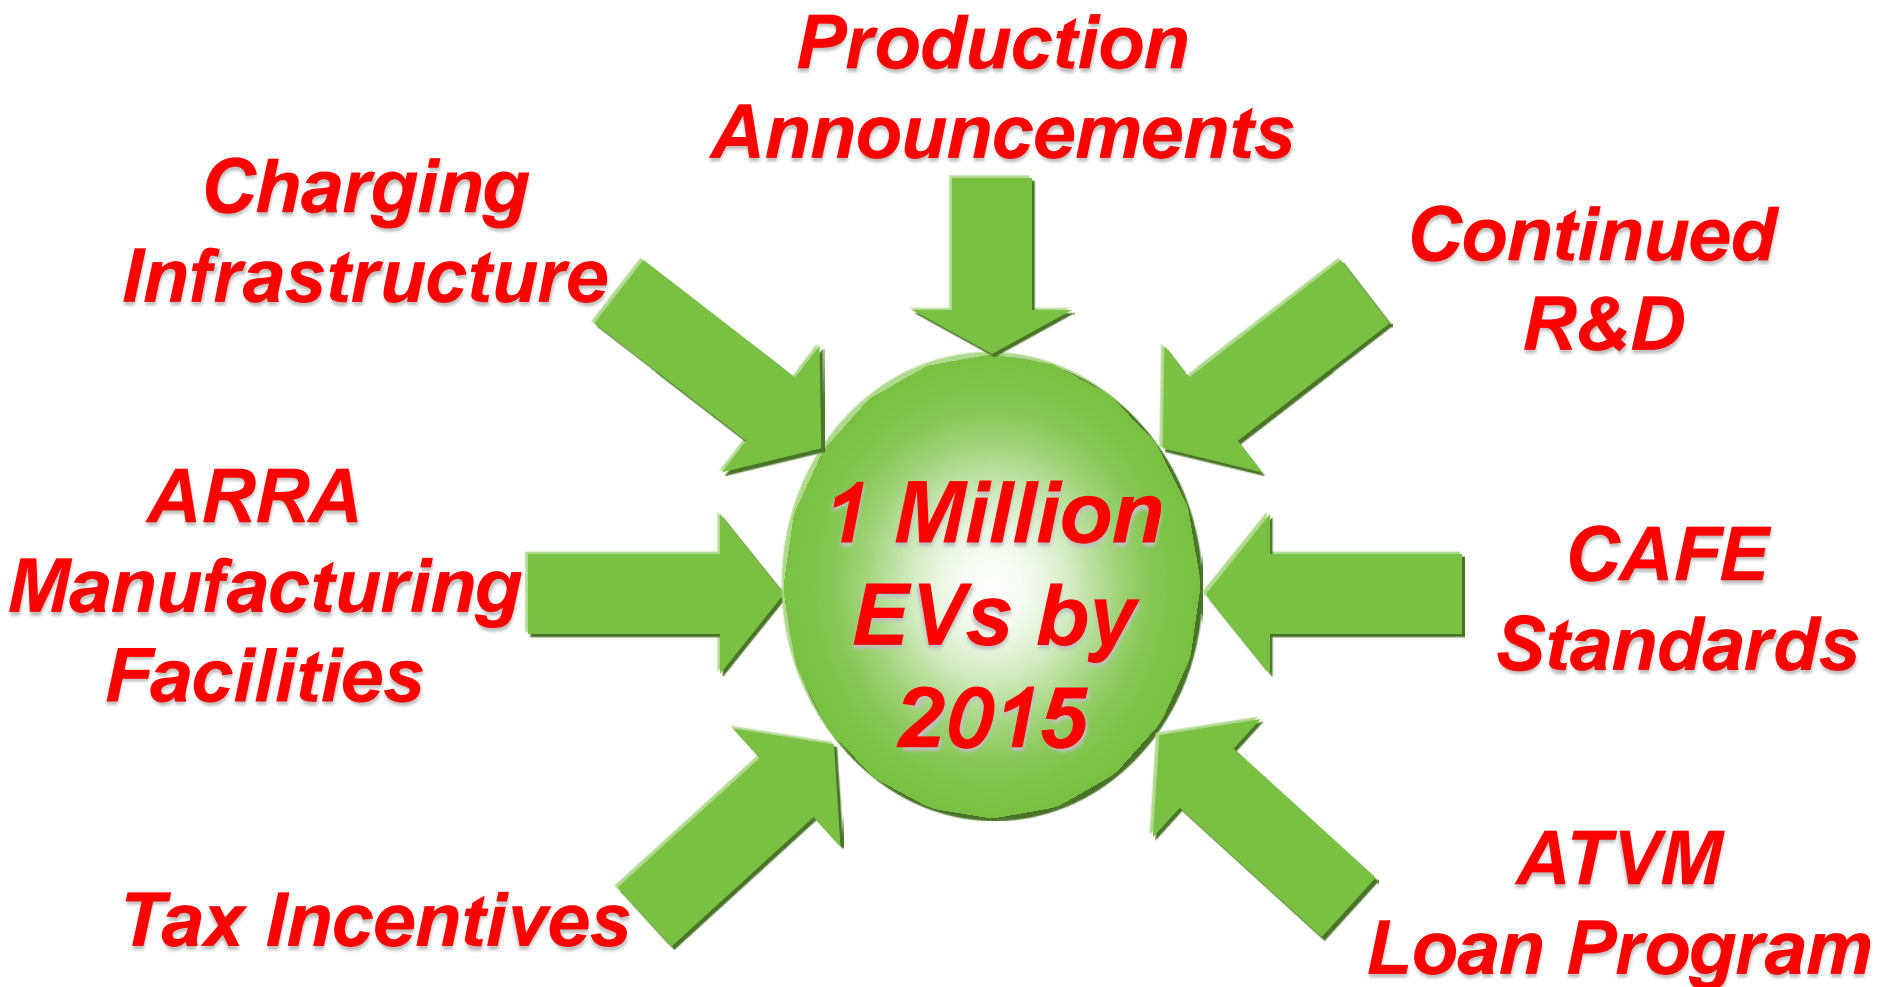 Production
Announcements
Charging
Infrastructure
Continued
R&D
ARRA
Manufacturing
Facilities
1 Million
EVs by
2015
CAFE
Standards
Tax Incentives
ATVM
Loan Program